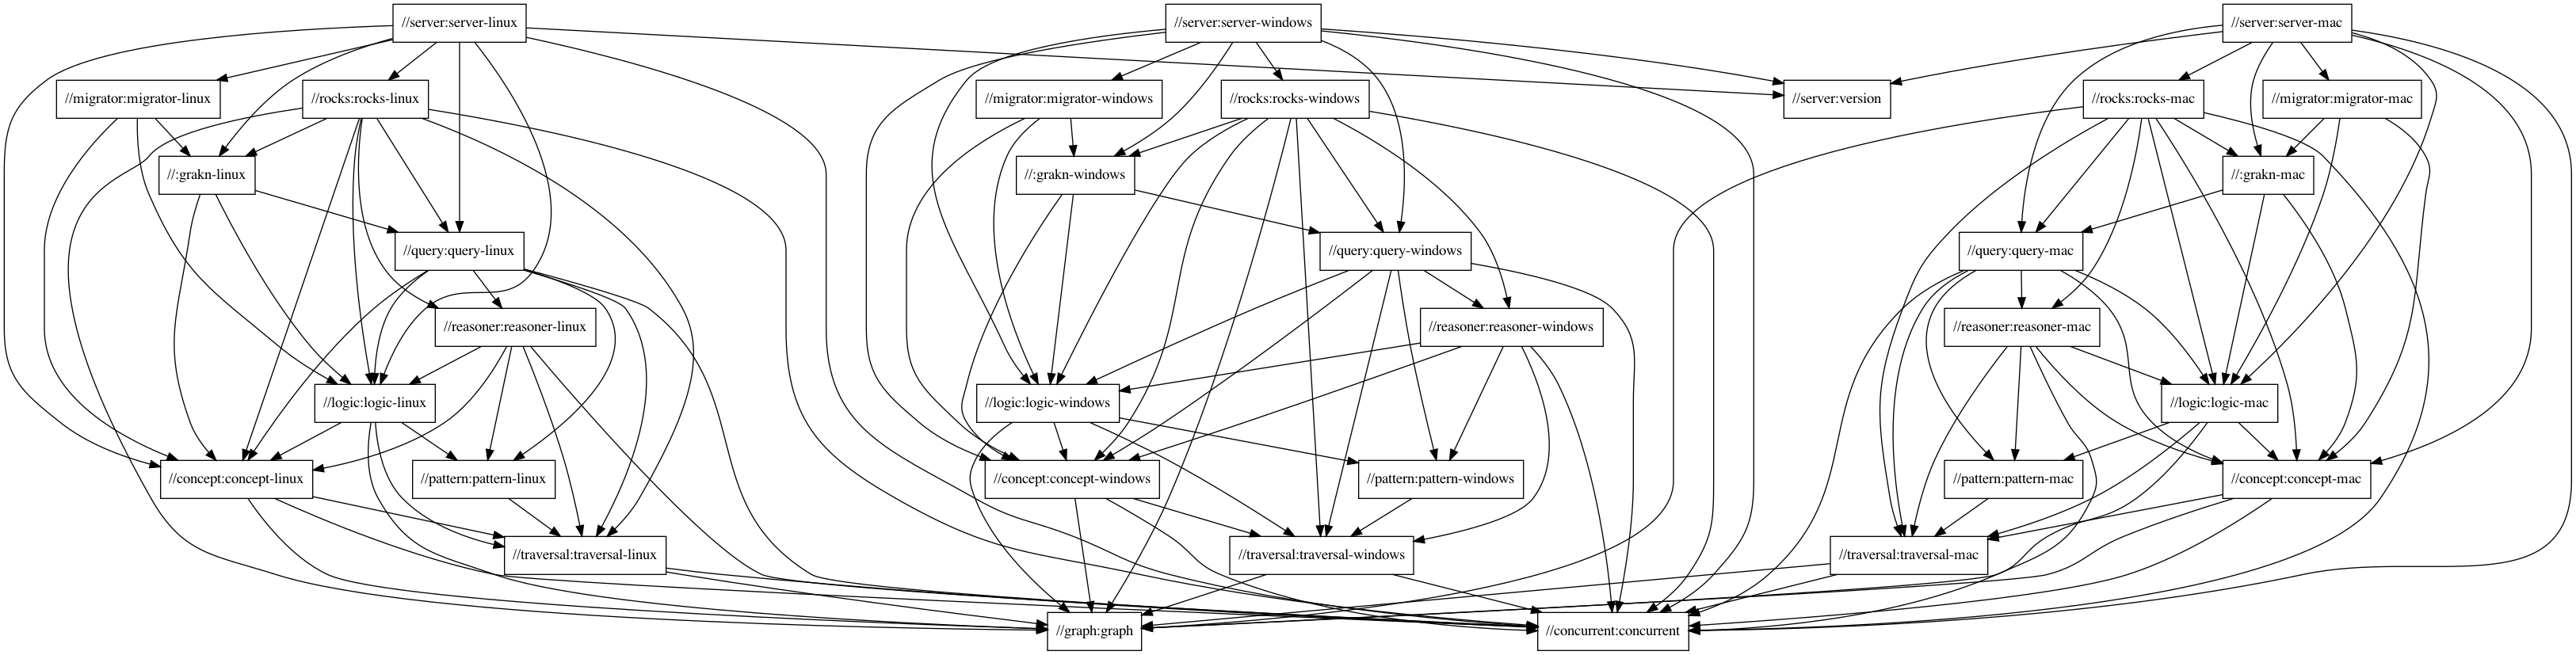 //server:server-linux
//server:server-windows
//server:server-mac
//migrator:migrator-linux
//rocks:rocks-linux
//migrator:migrator-windows
//rocks:rocks-windows
//server:version
//rocks:rocks-mac
//migrator:migrator-mac
//:grakn-linux
//:grakn-windows
//:grakn-mac
//query:query-linux
//query:query-windows
//query:query-mac
//reasoner:reasoner-linux
//reasoner:reasoner-windows
//reasoner:reasoner-mac
//logic:logic-linux
//logic:logic-windows
//logic:logic-mac
//concept:concept-linux
//pattern:pattern-linux
//concept:concept-windows
//pattern:pattern-windows
//pattern:pattern-mac
//concept:concept-mac
//traversal:traversal-linux
//traversal:traversal-windows
//traversal:traversal-mac
//graph:graph
//concurrent:concurrent